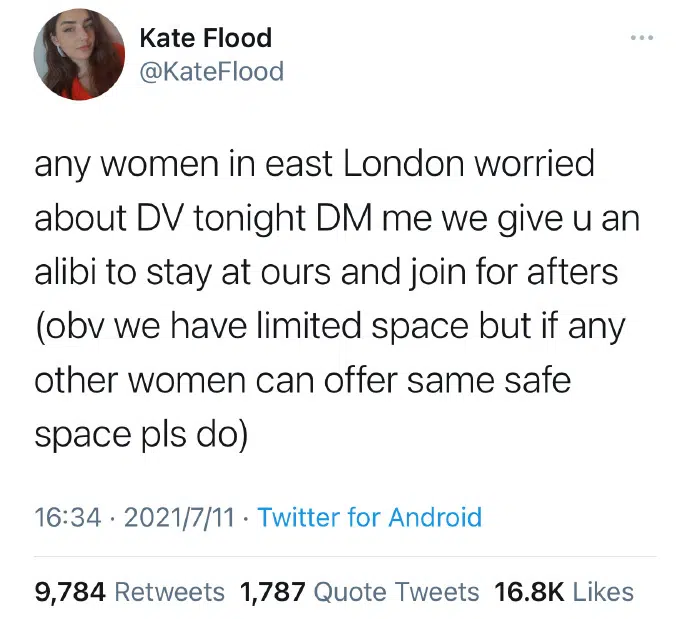 Kate Flood
@KateFlood
any women in east London worried
about DV tonight DM me we give u an
alibi to stay at ours and join for afters
(obv we have limited space but if any
other women can offer same safe
space pls do)
16:34 · 2021/7/11 · Twitter for Android
9,784 Retweets 1,787 Quote Tweets 16.8K Likes